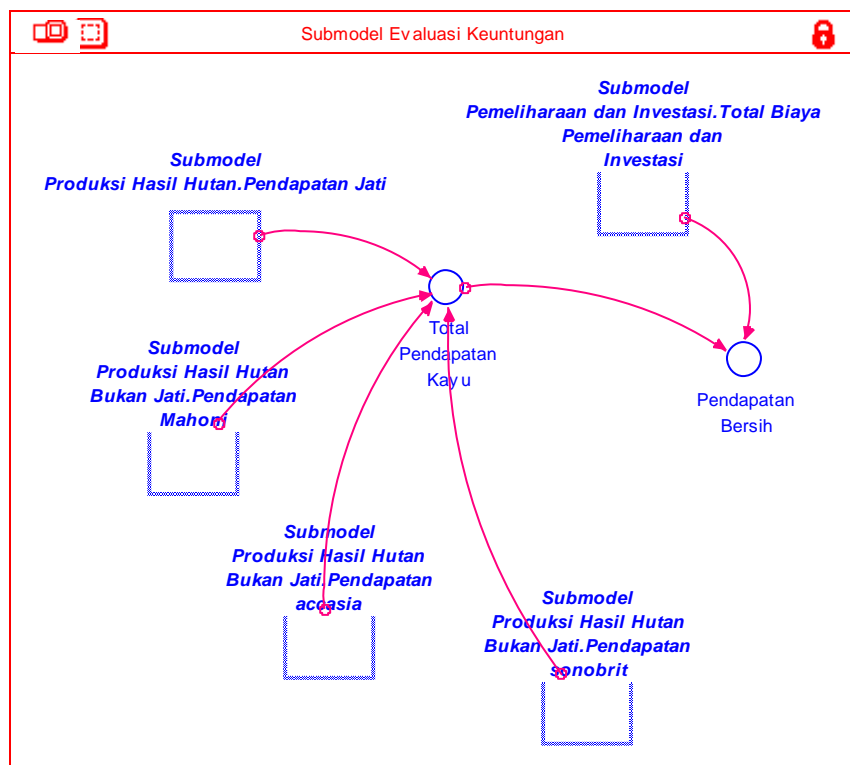 Submodel Evaluasi Keuntungan
Submodel
Pemeliharaan dan Investasi.Total Biaya
Pemeliharaan dan
Investasi
Submodel
Produksi Hasil Hutan.Pendapatan Jati
Total
Pendapatan
Kayu
Submodel
Produksi Hasil Hutan
Bukan Jati.Pendapatan
Mahoni
Pendapatan
Bersih
Submodel
Produksi Hasil Hutan
Bukan Jati.Pendapatan
accasia
Submodel
Produksi Hasil Hutan
Bukan Jati.Pendapatan
sonobrit